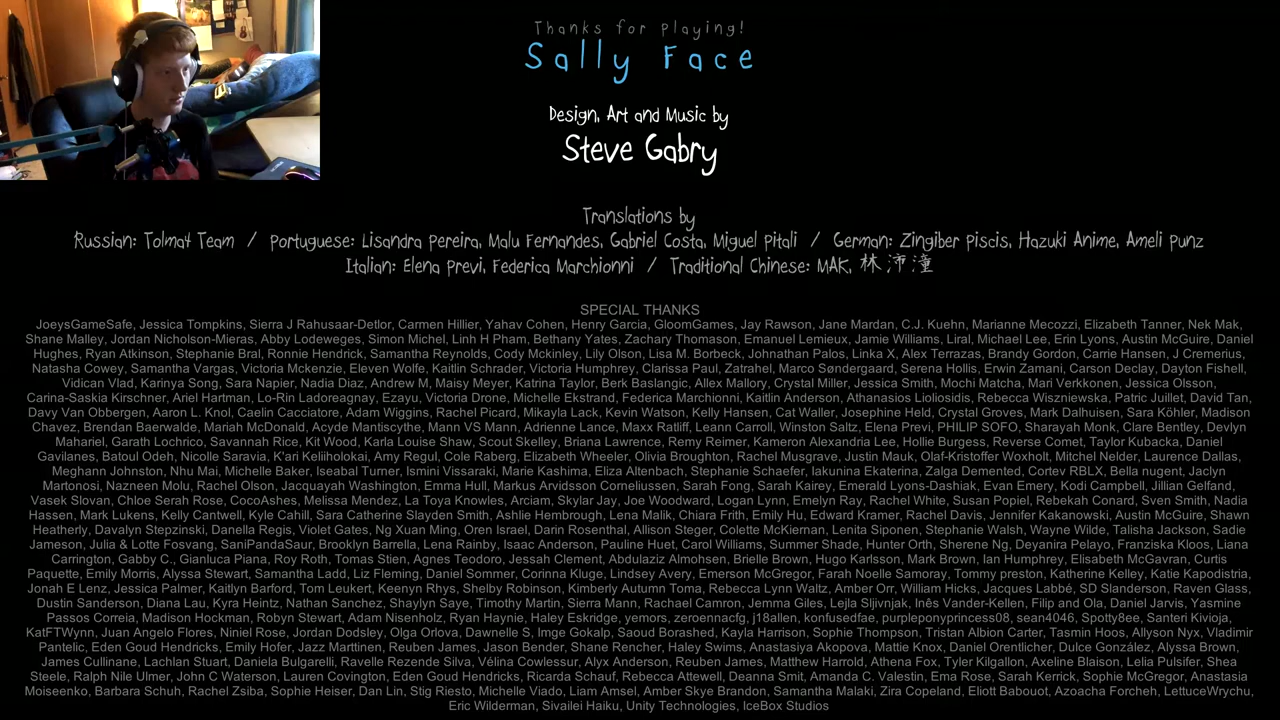 Thanks for playing!
Sally Face
Design, Art and Music by
Steve Gabry
Translations by
Russian: Tolma4 Team / Portuguese: Lisandra Pereira, Malu Fernandes, Gabriel Costa, Miguel Pitali / German: Zingiber Piscis, Hazuki Anime, Ameli Punz
Italian: Elena Previ, Federica Marchionni / Traditional Chinese: MAK, 林沛潼
SPECIAL THANKS
JoeysGameSafe, Jessica Tompkins, Sierra J Rahusaar-Detlor, Carmen Hillier, Yahav Cohen, Henry Garcia, GloomGames, Jay Rawson, Jane Mardan, C.J. Kuehn, Marianne Mecozzi, Elizabeth Tanner, Nek Mak,
Shane Malley, Jordan Nicholson-Mieras, Abby Lodeweges, Simon Michel, Linh H Pham, Bethany Yates, Zachary Thomason, Emanuel Lemieux, Jamie Williams, Liral, Michael Lee, Erin Lyons, Austin McGuire, Daniel
Hughes, Ryan Atkinson, Stephanie Bral, Ronnie Hendrick, Samantha Reynolds, Cody Mckinley, Lily Olson, Lisa M. Borbeck, Johnathan Palos, Linka X, Alex Terrazas, Brandy Gordon, Carrie Hansen, J Cremerius,
Natasha Cowey, Samantha Vargas, Victoria Mckenzie, Eleven Wolfe, Kaitlin Schrader, Victoria Humphrey, Clarissa Paul, Zatrahel, Marco Søndergaard, Serena Hollis, Erwin Zamani, Carson Declay, Dayton Fishell,
Vidican Vlad, Karinya Song, Sara Napier, Nadia Diaz, Andrew M, Maisy Meyer, Katrina Taylor, Berk Baslangic, Allex Mallory, Crystal Miller, Jessica Smith, Mochi Matcha, Mari Verkkonen, Jessica Olsson,
Carina-Saskia Kirschner, Ariel Hartman, Lo-Rin Ladoreagnay, Ezayu, Victoria Drone, Michelle Ekstrand, Federica Marchionni, Kaitlin Anderson, Athanasios Lioliosidis, Rebecca Wiszniewska, Patric Juillet, David Tan,
Davy Van Obbergen, Aaron L. Knol, Caelin Cacciatore, Adam Wiggins, Rachel Picard, Mikayla Lack, Kevin Watson, Kelly Hansen, Cat Waller, Josephine Held, Crystal Groves, Mark Dalhuisen, Sara Köhler, Madison
Chavez, Brendan Baerwalde, Mariah McDonald, Acyde Mantiscythe, Mann VS Mann, Adrienne Lance, Maxx Ratliff, Leann Carroll, Winston Saltz, Elena Previ, PHILIP SOFO, Sharayah Monk, Clare Bentley, Devlyn
Mahariel, Garath Lochrico, Savannah Rice, Kit Wood, Karla Louise Shaw, Scout Skelley, Briana Lawrence, Remy Reimer, Kameron Alexandria Lee, Hollie Burgess, Reverse Comet, Taylor Kubacka, Daniel
Gavilanes, Batoul Odeh, Nicolle Saravia, K'ari Keliiholokai, Amy Regul, Cole Raberg, Elizabeth Wheeler, Olivia Broughton, Rachel Musgrave, Justin Mauk, Olaf-Kristoffer Woxholt, Mitchel Nelder, Laurence Dallas,
Meghann Johnston, Nhu Mai, Michelle Baker, Iseabal Turner, Ismini Vissaraki, Marie Kashima, Eliza Altenbach, Stephanie Schaefer, Iakunina Ekaterina, Zalga Demented, Cortev RBLX, Bella nugent, Jaclyn
Martonosi, Nazneen Molu, Rachel Olson, Jacquayah Washington, Emma Hull, Markus Arvidsson Corneliussen, Sarah Fong, Sarah Kairey, Emerald Lyons-Dashiak, Evan Emery, Kodi Campbell, Jillian Gelfand,
Vasek Slovan, Chloe Serah Rose, CocoAshes, Melissa Mendez, La Toya Knowles, Arciam, Skylar Jay, Joe Woodward, Logan Lynn, Emelyn Ray, Rachel White, Susan Popiel, Rebekah Conard, Sven Smith, Nadia
Hassen, Mark Lukens, Kelly Cantwell, Kyle Cahill, Sara Catherine Slayden Smith, Ashlie Hembrough, Lena Malik, Chiara Frith, Emily Hu, Edward Kramer, Rachel Davis, Jennifer Kakanowski, Austin McGuire, Shawn
Heatherly, Davalyn Stepzinski, Danella Regis, Violet Gates, Ng Xuan Ming, Oren Israel, Darin Rosenthal, Allison Steger, Colette McKiernan, Lenita Siponen, Stephanie Walsh, Wayne Wilde, Talisha Jackson, Sadie
Jameson, Julia & Lotte Fosvang, SaniPandaSaur, Brooklyn Barrella, Lena Rainby, Isaac Anderson, Pauline Huet, Carol Williams, Summer Shade, Hunter Orth, Sherene Ng, Deyanira Pelayo, Franziska Kloos, Liana
Carrington, Gabby C., Gianluca Piana, Roy Roth, Tomas Stien, Agnes Teodoro, Jessah Clement, Abdulaziz Almohsen, Brielle Brown, Hugo Karlsson, Mark Brown, Ian Humphrey, Elisabeth McGavran, Curtis
Paquette, Emily Morris, Alyssa Stewart, Samantha Ladd, Liz Fleming, Daniel Sommer, Corinna Kluge, Lindsey Avery, Emerson McGregor, Farah Noelle Samoray, Tommy preston, Katherine Kelley, Katie Kapodistria,
Jonah E Lenz, Jessica Palmer, Kaitlyn Barford, Tom Leukert, Keenyn Rhys, Shelby Robinson, Kimberly Autumn Toma, Rebecca Lynn Waltz, Amber Orr, William Hicks, Jacques Labbé, SD Slanderson, Raven Glass,
Dustin Sanderson, Diana Lau, Kyra Heintz, Nathan Sanchez, Shaylyn Saye, Timothy Martin, Sierra Mann, Rachael Camron, Jemma Giles, Lejla Sljivnjak, Inês Vander-Kellen, Filip and Ola, Daniel Jarvis, Yasmine
Passos Correia, Madison Hockman, Robyn Stewart, Adam Nisenholz, Ryan Haynie, Haley Eskridge, yemors, zeroennacfg, j18allen, konfusedfae, purpleponyprincess08, sean4046, Spotty8ee, Santeri Kivioja,
KatFTWynn, Juan Angelo Flores, Niniel Rose, Jordan Dodsley, Olga Orlova, Dawnelle S, Imge Gokalp, Saoud Borashed, Kayla Harrison, Sophie Thompson, Tristan Albion Carter, Tasmin Hoos, Allyson Nyx, Vladimir
Pantelic, Eden Goud Hendricks, Emily Hofer, Jazz Marttinen, Reuben James, Jason Bender, Shane Rencher, Haley Swims, Anastasiya Akopova, Mattie Knox, Daniel Orentlicher, Dulce González, Alyssa Brown,
James Cullinane, Lachlan Stuart, Daniela Bulgarelli, Ravelle Rezende Silva, Vélina Cowlessur, Alyx Anderson, Reuben James, Matthew Harrold, Athena Fox, Tyler Kilgallon, Axeline Blaison, Lelia Pulsifer, Shea
Steele, Ralph Nile Ulmer, John C Waterson, Lauren Covington, Eden Goud Hendricks, Ricarda Schauf, Rebecca Attewell, Deanna Smit, Amanda C. Valestin, Ema Rose, Sarah Kerrick, Sophie McGregor, Anastasia
Moiseenko, Barbara Schuh, Rachel Zsiba, Sophie Heiser, Dan Lin, Stig Riesto, Michelle Viado, Liam Amsel, Amber Skye Brandon, Samantha Malaki, Zira Copeland, Eliott Babouot, Azoacha Forcheh, LettuceWrychu,
Eric Wilderman, Sivailei Haiku, Unity Technologies, IceBox Studios